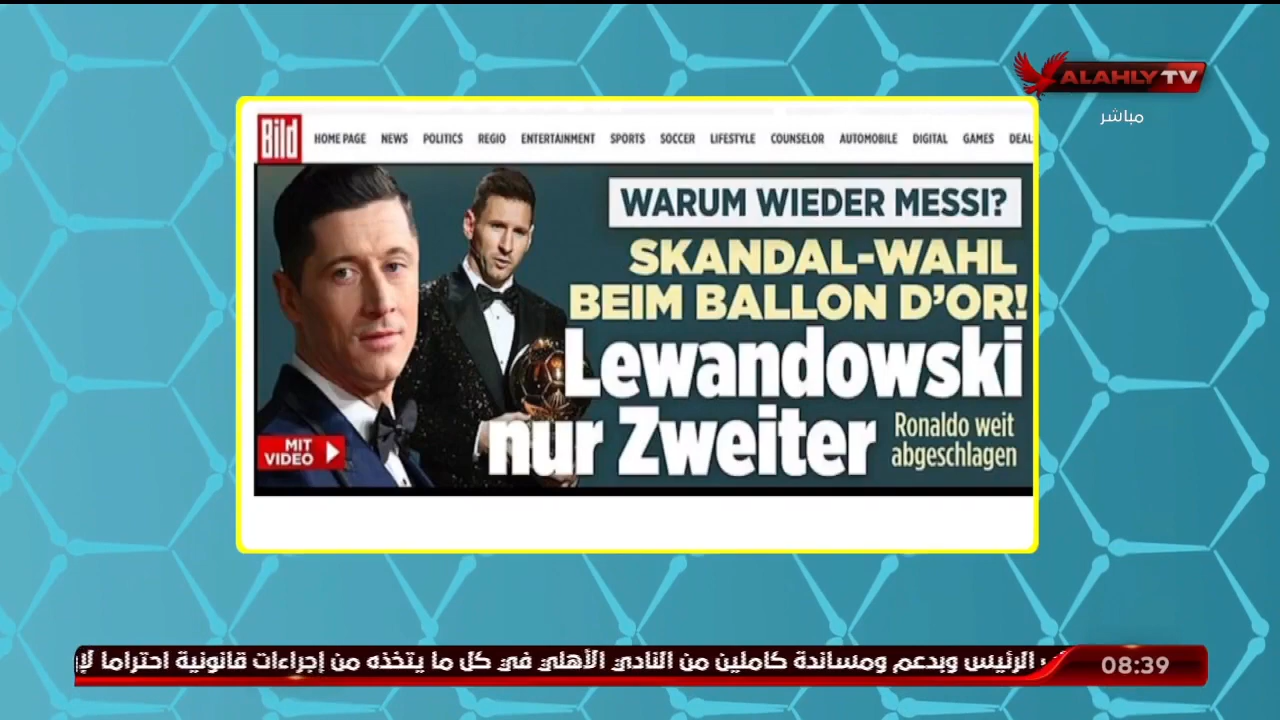 ALAHLY TV
مباشر
Bild HOME PAGE NEWS POLITICS REGIO ENTERTAINMENT SPORTS SOCCER LIFESTYLE COUNSELOR AUTOMOBILE DIGITAL GAMES DEAL
WARUM WIEDER MESSI?
SKANDAL-WAHL
BEIM BALLON D'OR!
Lewandowski
nur Zweiter
Ronaldo weit
abgeschlagen
MIT
VIDEO
الرئيس وبدعم ومساندة كاملين من النادي الأهلي في كل ما يتخذه من إجراءات قانونية احتراما
08:39